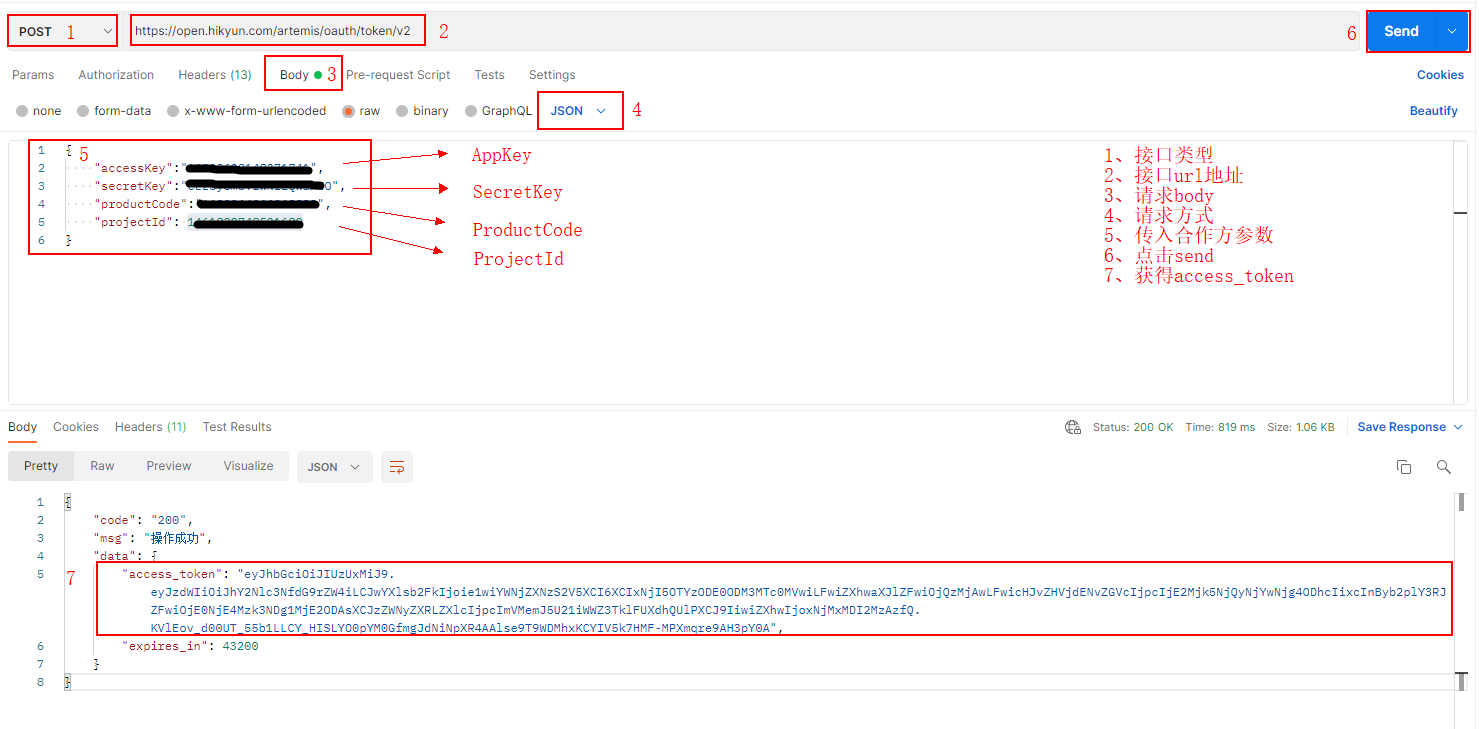 POST 1 https://open.hikyun.com/artemis/oauth/token/v2 2 6 Send
Params Authorization Headers (13) Body 3 Pre-request Script Tests Settings Cookies
none form-data x-www-form-urlencoded raw binary GraphQL JSON 4 Beautify
1 { 5
2 "accessKey":" ", AppKey
3 "secretKey":" O", SecretKey
4 "productCode":" ", ProductCode
5 "projectId": ProjectId
6 }
1、接口类型
2、接口url地址
3、请求body
4、请求方式
5、传入合作方参数
6、点击send
7、获得access_token
Body Cookies Headers (11) Test Results Status: 200 OK Time: 819 ms Size: 1.06 KB Save Response
Pretty Raw Preview Visualize JSON
1 {
2 "code": "200",
3 "msg": "操作成功",
4 "data": {
5 7 "access_token": "eyJhbGciOiJIUzUxMiJ9.
eyJzdWIiOiJhY2Nlc3NfdG9rZW4iLCJwYXlsb2FkIjoie1wiYWNjZXNzS2V5XCI6XCIxNjI5OTYzODE0ODM3MTc0MVwiLFwiZXhwaXJlZFwiOjQzMjAwLFwicHJvZHVjdENvZGVcIjpcIjE2Mjk5NjQyNjYwNjg4ODhcIixcInByb2plY3RJ
ZFwiOjE0NjE4Mzk3NDg1MjE2ODAsXCJzZWNyZXRLZXlcIjpcImVMemJ5U21iWWZ3TklFUXdhQUlPXCJ9IiwiZXhwIjoxNjMxMDI2MzAzfQ.
KVlEov_d00UT_55b1LLCY_HISLYO0pYM0GfmgJdNiNpXR4AAlse9T9WDMhxKCYIV5k7HMF-MPXmqre9AH3pY0A",
6 "expires_in": 43200
7 }
8 }